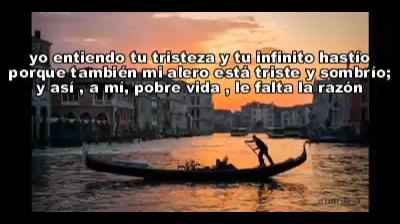 yo entiendo tu tristeza y tu infinito hastío
porque también mi alero está triste y sombrío;
y así , a mí, pobre vida , le falta la razón